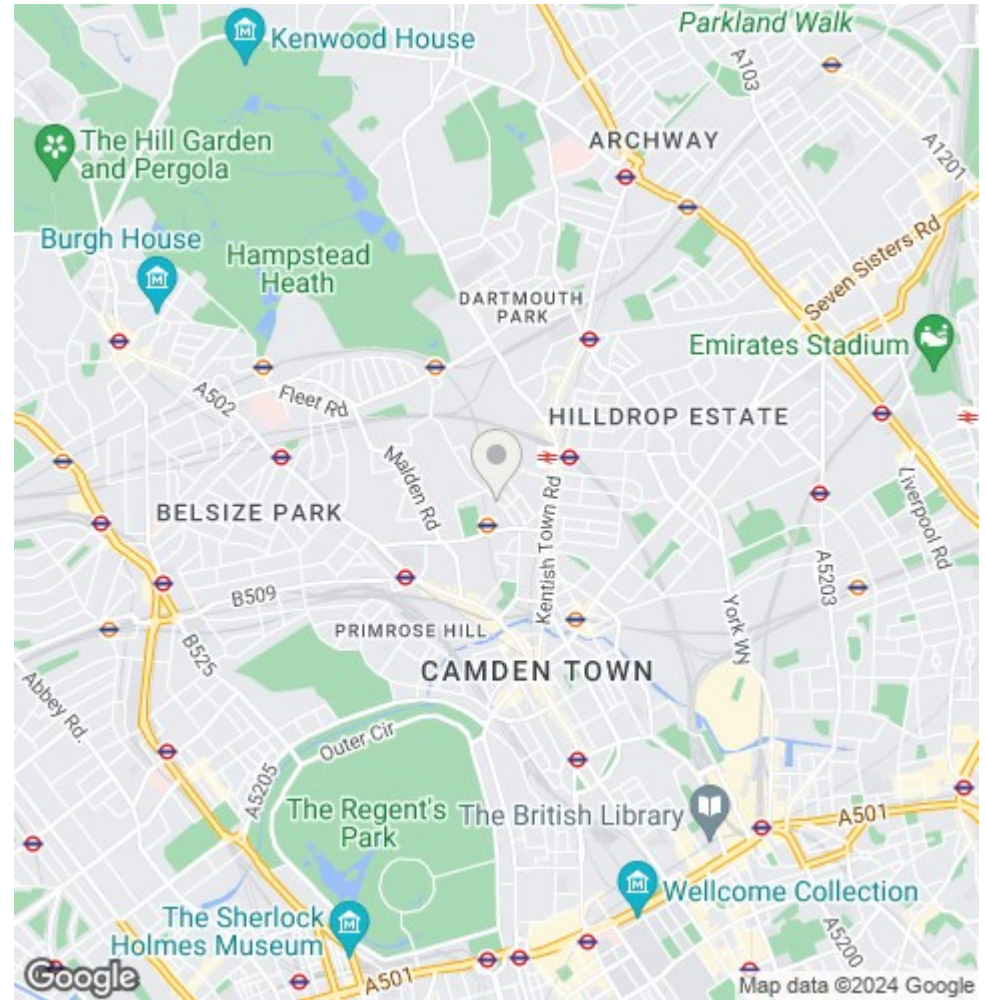 Parkland Walk
Kenwood House
A103
The Hill Garden
and Pergola
ARCHWAY
A1201
Burgh House
Hampstead
Heath
Seven Sisters Rd
DARTMOUTH
PARK
Emirates Stadium
A502
Fleet Rd
HILLDROP ESTATE
Malden Rd
Liverpool Rd
BELSIZE PARK
Kentish Town Rd
A5203
B509
York Wy
PRIMROSE HILL
B525
CAMDEN TOWN
Abbey Rd.
Outer Cir
A5205
The Regent's
Park
The British Library
A501
Wellcome Collection
The Sherlock
Holmes Museum
A5200
A501
Google
Map data ©2024 Google